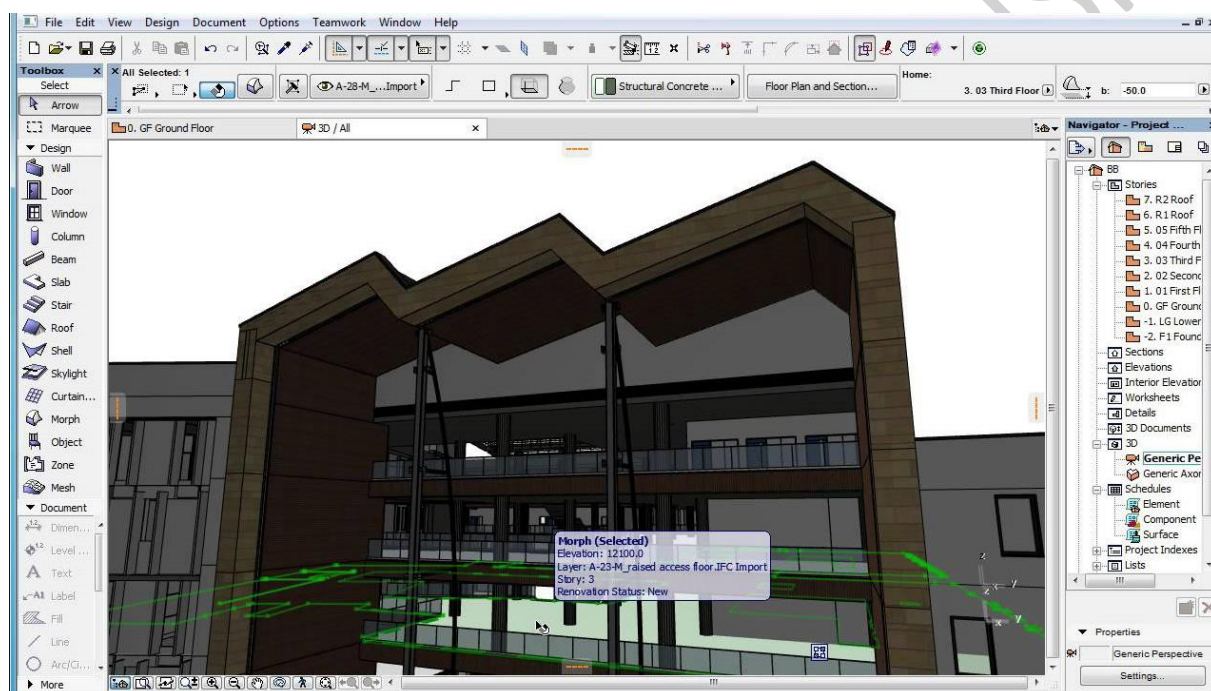 File Edit View Design Document Options Teamwork Window Help
Toolbox
Select
Arrow
Marquee
Design
Wall
Door
Window
Column
Beam
Slab
Stair
Roof
Shell
Skylight
Curtain...
Morph
Object
Zone
Mesh
Document
Dimen...
Level ...
Text
Label
Fill
Line
Arc/Ci...
More
All Selected: 1
A-28-M_...Import
Structural Concrete ...
Floor Plan and Section...
Home:
3. 03 Third Floor
b: -50.0
0. GF Ground Floor
3D / All
Morph (Selected)
Elevation: 12100.0
Layer: A-23-M_raised access floor.IFC Import
Story: 3
Renovation Status: New
z
y
x
Navigator - Project ...
BB
Stories
7. R2 Roof
6. R1 Roof
5. 05 Fifth Fl
4. 04 Fourth
3. 03 Third F
2. 02 Second
1. 01 First Fl
0. GF Ground
-1. LG Lower
-2. F1 Found
Sections
Elevations
Interior Elevation
Worksheets
Details
3D Documents
3D
Generic Pe
Generic Axon
Schedules
Element
Component
Surface
Project Indexes
Lists
Properties
Generic Perspective
Settings...